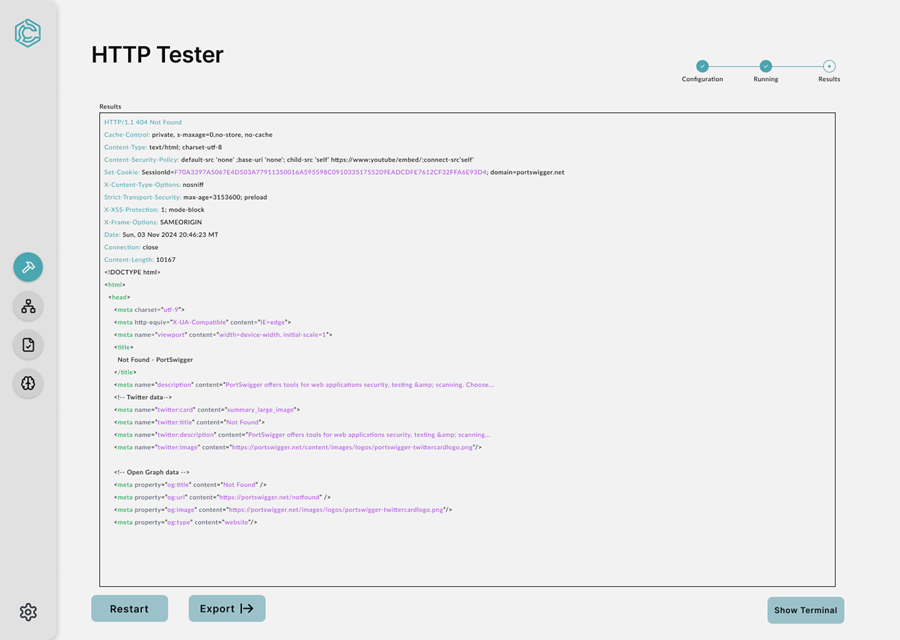 HTTP Tester
Configuration
Running
Results
Results
HTTP/1.1 404 Not Found
Cache-Control: private, s-maxage=0,no-store, no-cache
Content-Type: text/html; charset-utf-8
Content-Security-Policy: default-src 'none' ;base-uri 'none'; child-src 'self' https://www.youtube/embed/;connect-src'self'
Set-Cookie: SessionId=F70A3397A5067E4D503A77911350016A595598C09103351755209EADCDFE7612CF32FFA6E93D4; domain=portswigger.net
X-Content-Type-Options: nosniff
Strict-Transport-Security: max-age=3153600; preload
X-XSS-Protection: 1; mode-block
X-Frame-Options: SAMEORIGIN
Date: Sun, 03 Nov 2024 20:46:23 MT
Connection: close
Content-Length: 10167
<!DOCTYPE html>
<html>
<head>
<meta charset="utf-9">
<meta http-equiv="X-UA-Compatible" content="IE=edge">
<meta name="viewport" content="width=device-width, initial-scale=1">
<title>
Not Found - PortSwigger
</title>
<meta name="description" content="PortSwigger offers tools for web applications security, testing &amp; scanning. Choose...
<!-- Twitter data-->
<meta name="twitter:card" content="summary_large_image">
<meta name="twitter:title" content="Not Found">
<meta name="twitter:description" content="PortSwigger offers tools for web applications security, testing &amp; scanning...
<meta name="twitter:image" content="https://portswigger.net/content/images/logos/portswigger-twittercardlogo.png"/>
<!-- Open Graph data -->
<meta property="og:title" content="Not Found" />
<meta property="og:url" content="https://portswigger.net/notfound" />
<meta property="og:image" content="https://portswigger.net/images/logos/portswigger-twittercardlogo.png"/>
<meta property="og:type" content="website"/>
Restart
Export
Show Terminal